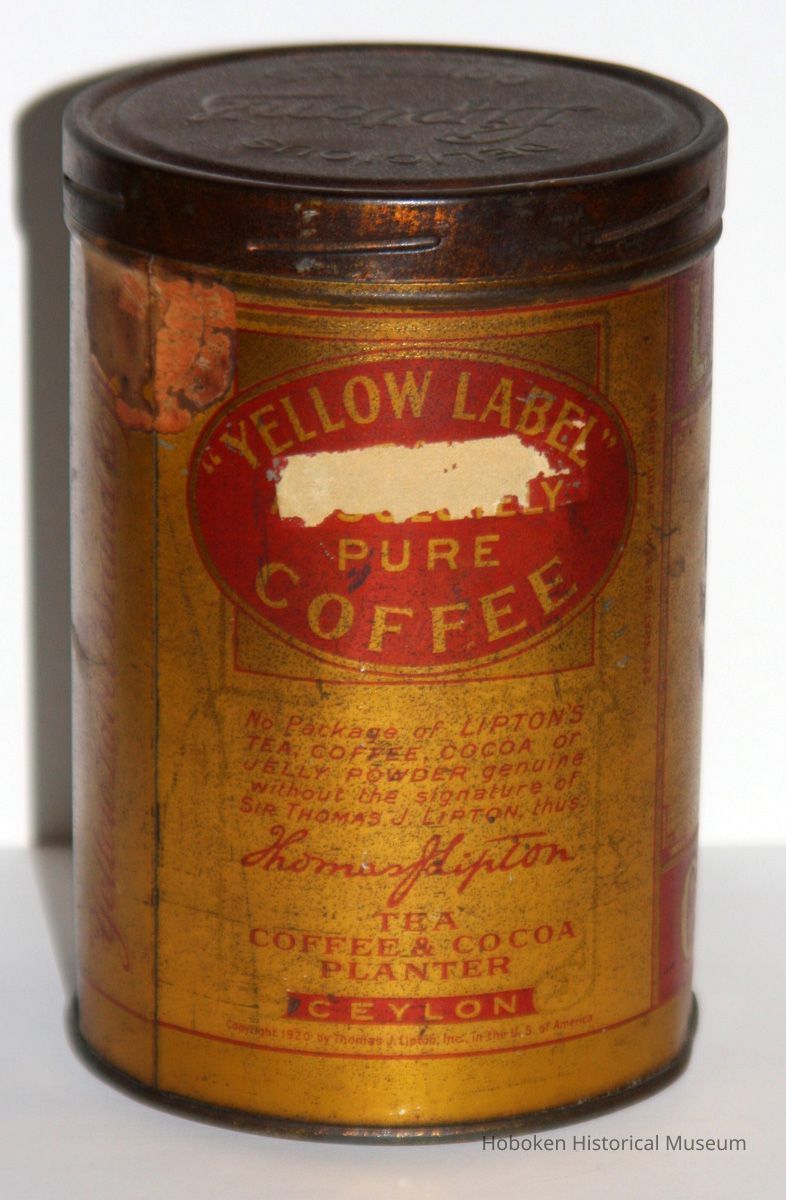 Lipton's
DELICIOUS
"YELLOW LABEL"
PURE
COFFEE
No Package of LIPTON'S
TEA, COFFEE, COCOA or
JELLY POWDER genuine
without the signature of
SIR THOMAS J. LIPTON, thus:
Thomas J Lipton
TEA
COFFEE & COCOA
PLANTER
CEYLON
Copyright 1920 by Thomas J. Lipton, Inc., in the U. S. of America
Hoboken Historical Museum